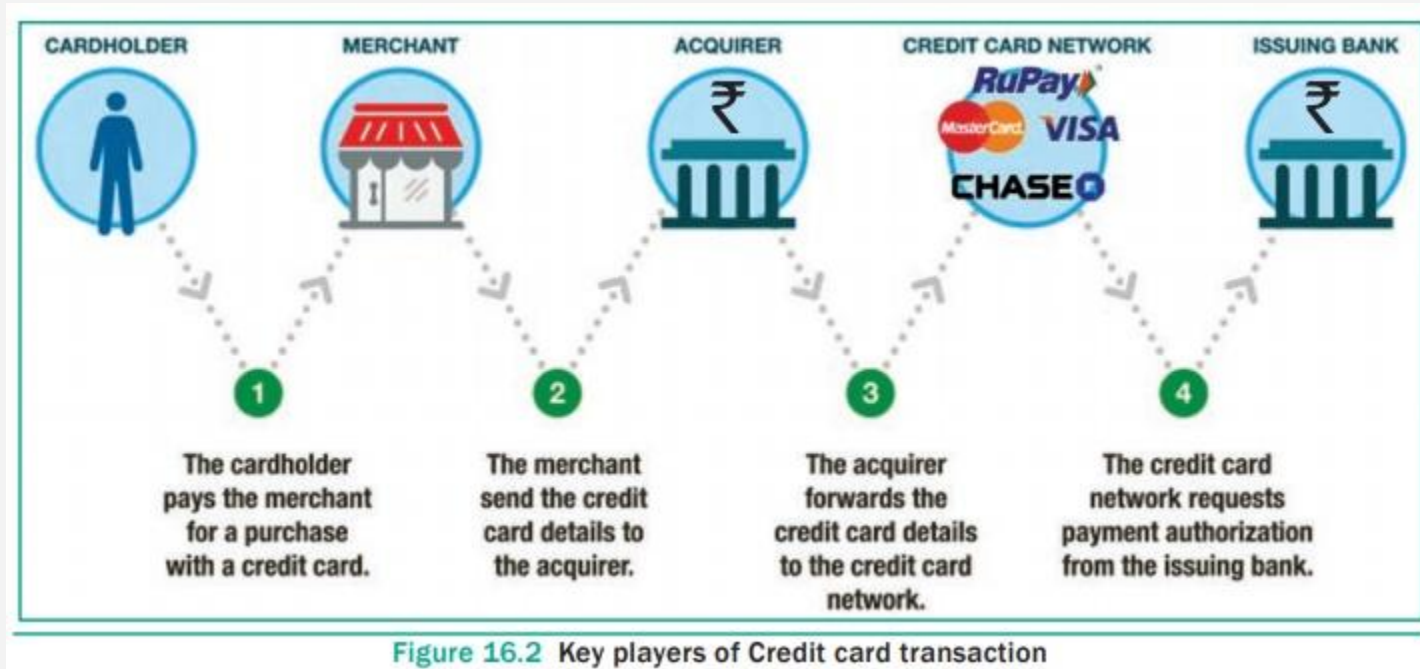 CARDHOLDER
MERCHANT
ACQUIRER
CREDIT CARD NETWORK
ISSUING BANK
₹
RuPay
MasterCard
VISA
CHASE
₹
1
2
3
4
The cardholder
pays the merchant
for a purchase
with a credit card.
The merchant
send the credit
card details to
the acquirer.
The acquirer
forwards the
credit card details
to the credit card
network.
The credit card
network requests
payment authorization
from the issuing bank.
Figure 16.2 Key players of Credit card transaction